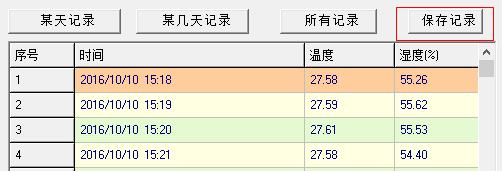 某天记录 某几天记录 所有记录 保存记录
序号 时间 温度 湿度(%)
1 2016/10/10 15:18 27.58 55.26
2 2016/10/10 15:19 27.59 55.62
3 2016/10/10 15:20 27.61 55.53
4 2016/10/10 15:21 27.58 54.40